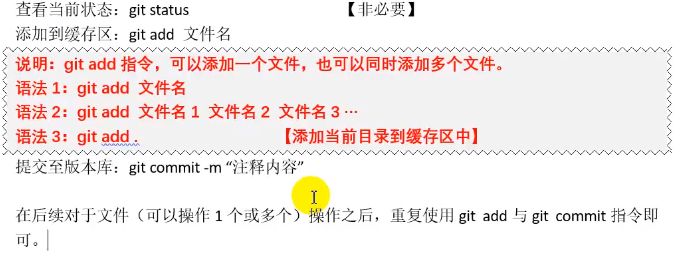 查看当前状态：git status 【非必要】
添加到缓存区：git add 文件名
说明：git add 指令，可以添加一个文件，也可以同时添加多个文件。
语法 1：git add 文件名
语法 2：git add 文件名 1 文件名 2 文件名 3 …
语法 3：git add . 【添加当前目录到缓存区中】
提交至版本库：git commit -m “注释内容”
在后续对于文件（可以操作 1 个或多个）操作之后，重复使用 git add 与 git commit 指令即
可。